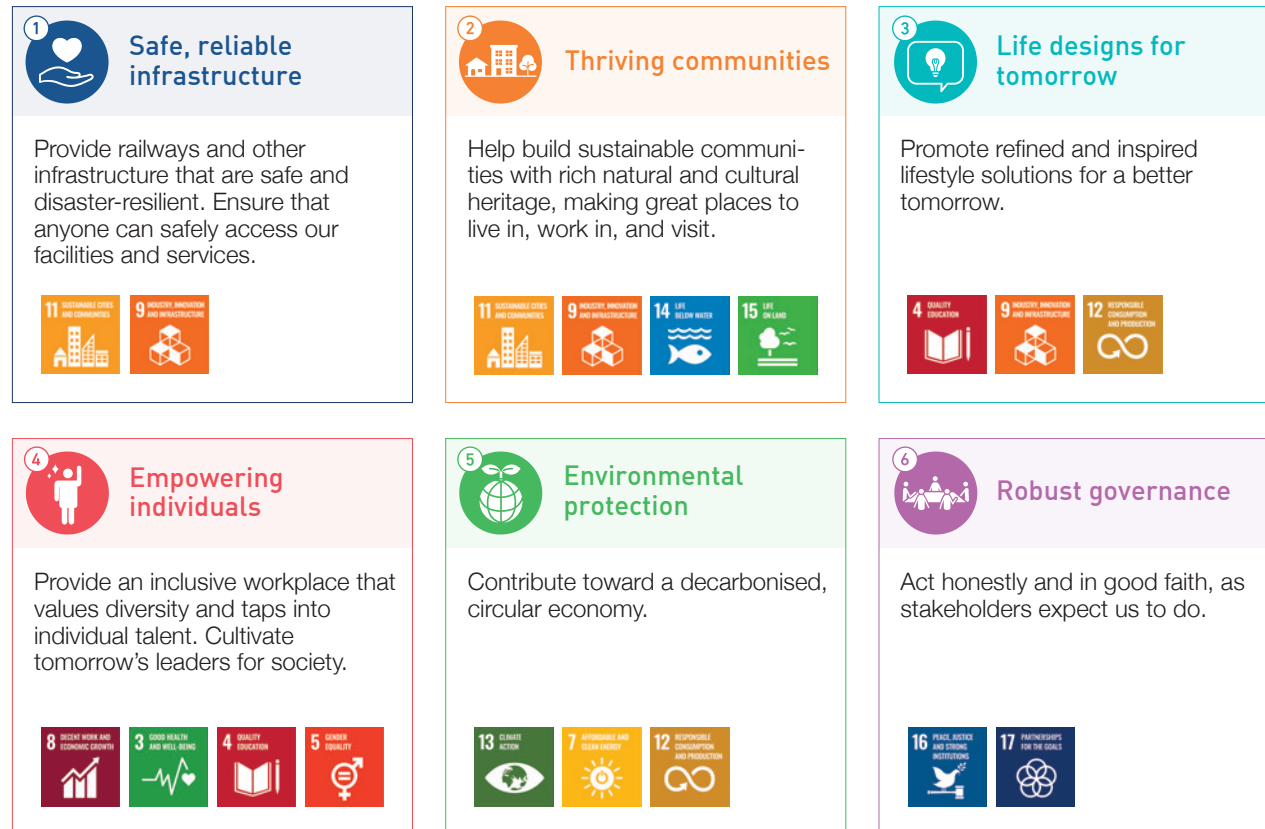 1
Safe, reliable
infrastructure
Provide railways and other
infrastructure that are safe and
disaster-resilient. Ensure that
anyone can safely access our
facilities and services.
11 SUSTAINABLE CITIES
AND COMMUNITIES
9 INDUSTRY, INNOVATION
AND INFRASTRUCTURE
2
Thriving communities
Help build sustainable communi-
ties with rich natural and cultural
heritage, making great places to
live in, work in, and visit.
11 SUSTAINABLE CITIES
AND COMMUNITIES
9 INDUSTRY, INNOVATION
AND INFRASTRUCTURE
14 LIFE
BELOW WATER
15 LIFE
ON LAND
3
Life designs for
tomorrow
Promote refined and inspired
lifestyle solutions for a better
tomorrow.
4 QUALITY
EDUCATION
9 INDUSTRY, INNOVATION
AND INFRASTRUCTURE
12 RESPONSIBLE
CONSUMPTION
AND PRODUCTION
4
Empowering
individuals
Provide an inclusive workplace that
values diversity and taps into
individual talent. Cultivate
tomorrow's leaders for society.
8 DECENT WORK AND
ECONOMIC GROWTH
3 GOOD HEALTH
AND WELL-BEING
4 QUALITY
EDUCATION
5 GENDER
EQUALITY
5
Environmental
protection
Contribute toward a decarbonised,
circular economy.
13 CLIMATE
ACTION
7 AFFORDABLE AND
CLEAN ENERGY
12 RESPONSIBLE
CONSUMPTION
AND PRODUCTION
6
Robust governance
Act honestly and in good faith, as
stakeholders expect us to do.
16 PEACE, JUSTICE
AND STRONG
INSTITUTIONS
17 PARTNERSHIPS
FOR THE GOALS